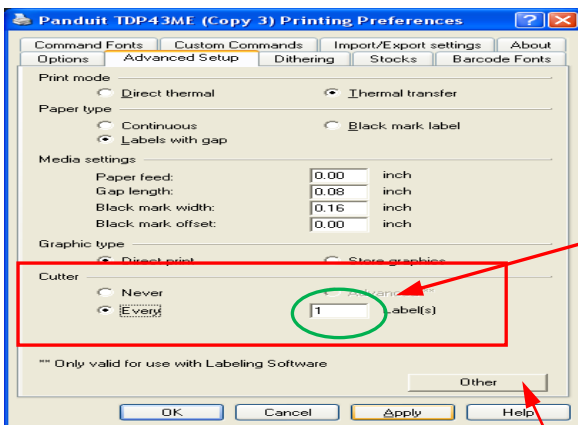 Panduit TDP43ME (Copy 3) Printing Preferences
Command Fonts Custom Commands Import/Export settings About
Options Advanced Setup Dithering Stocks Barcode Fonts
Print mode
Direct thermal Thermal transfer
Paper type
Continuous Black mark label
Labels with gap
Media settings
Paper feed: 0.00 inch
Gap length: 0.08 inch
Black mark width: 0.16 inch
Black mark offset: 0.00 inch
Graphic type
Direct print Store graphics
Cutter
Never
Every 1 Label(s)
"" Only valid for use with Labeling Software
Other
OK Cancel Apply Help